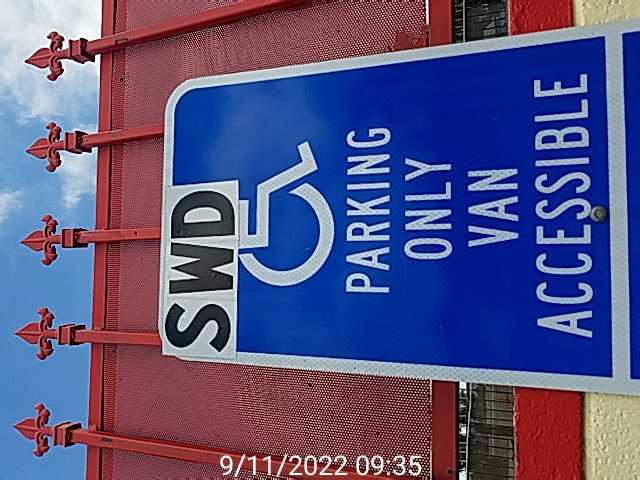 SWD
PARKING
ONLY
VAN
ACCESSIBLE
9/11/2022 09:35